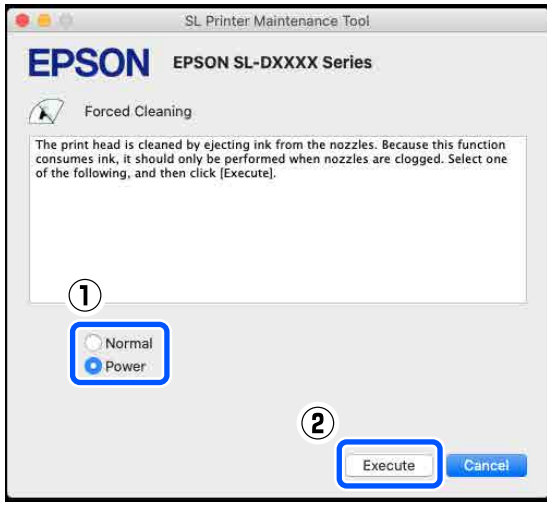 SL Printer Maintenance Tool
EPSON EPSON SL-DXXXX Series
Forced Cleaning
The print head is cleaned by ejecting ink from the nozzles. Because this function
consumes ink, it should only be performed when nozzles are clogged. Select one
of the following, and then click [Execute].
①
Normal
Power
②
Execute Cancel